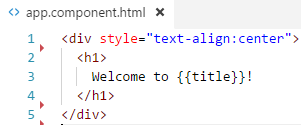 app.component.html
1 <div style="text-align:center">
2 <h1>
3 Welcome to {{title}}!
4 </h1>
5 </div>